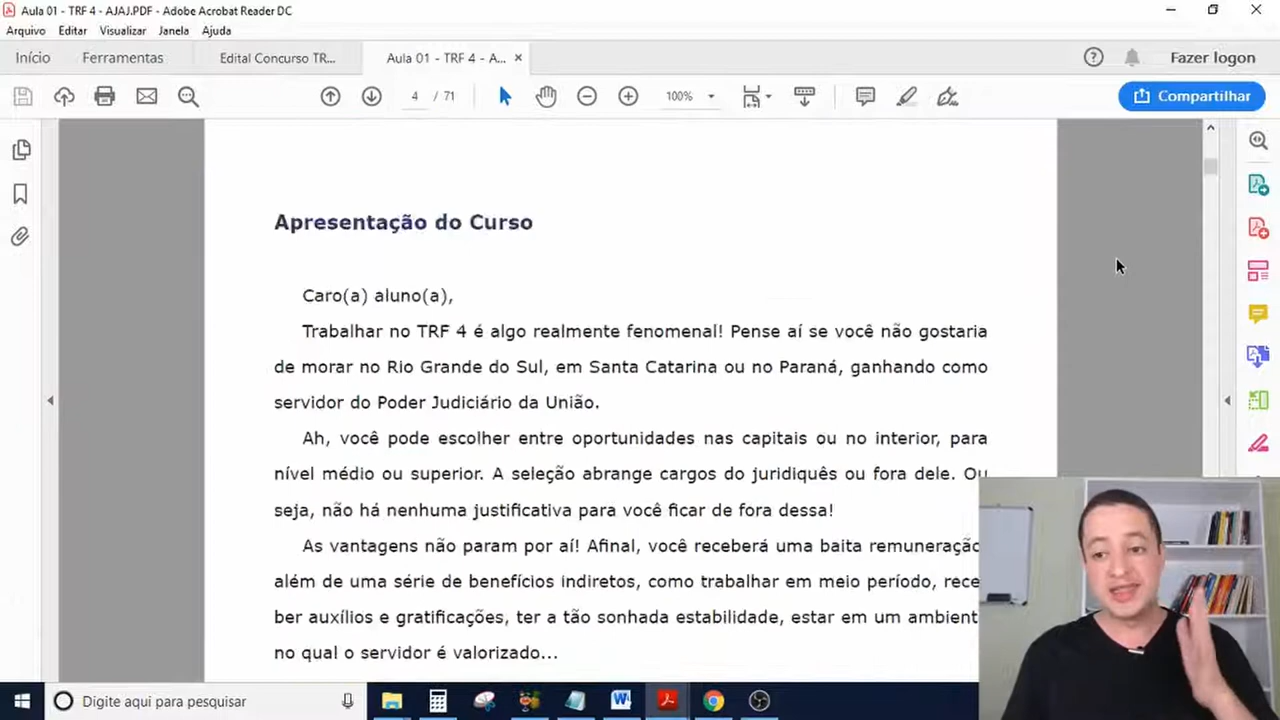 Aula 01 - TRF 4 - AJAJ.PDF - Adobe Acrobat Reader DC
Arquivo Editar Visualizar Janela Ajuda
Início Ferramentas Edital Concurso TR... Aula 01 - TRF 4 - A... ×
Fazer logon
4 / 71 100% Compartilhar
Apresentação do Curso
Caro(a) aluno(a),
Trabalhar no TRF 4 é algo realmente fenomenal! Pense aí se você não gostaria
de morar no Rio Grande do Sul, em Santa Catarina ou no Paraná, ganhando como
servidor do Poder Judiciário da União.
Ah, você pode escolher entre oportunidades nas capitais ou no interior, para
nível médio ou superior. A seleção abrange cargos do juridiquês ou fora dele. Ou
seja, não há nenhuma justificativa para você ficar de fora dessa!
As vantagens não param por aí! Afinal, você receberá uma baita remuneração
além de uma série de benefícios indiretos, como trabalhar em meio período, rece
ber auxílios e gratificações, ter a tão sonhada estabilidade, estar em um ambient
no qual o servidor é valorizado...
Digite aqui para pesquisar